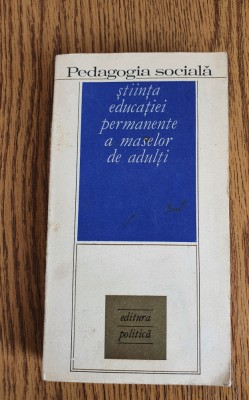 Pedagogia socială
știința
educației
permanente
a maselor
de adulți
editura
politică